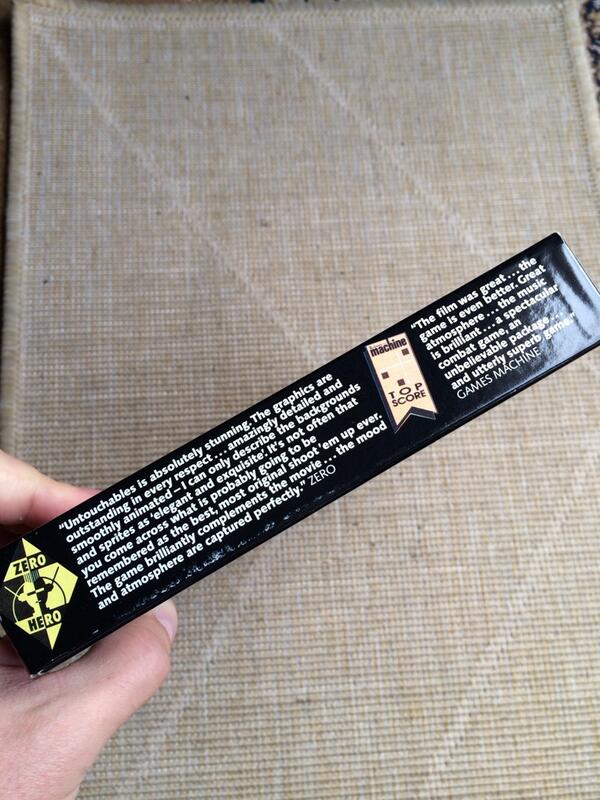 ZERO
HERO
"Untouchables is absolutely stunning. The graphics are
outstanding in every respect... amazingly detailed and
smoothly animated – I can only describe the backgrounds
and sprites as 'elegant and exquisite'. It's not often that
you come across what is probably going to be
remembered as the best, most original shoot 'em up ever.
The game brilliantly complements the movie... the mood
and atmosphere are captured perfectly." ZERO
machine
TOP
SCORE
"The film was great... the
game is even better. Great
atmosphere... the music
is brilliant... a spectacular
combat game, an
unbelievable package...
and utterly superb game."
GAMES MACHINE